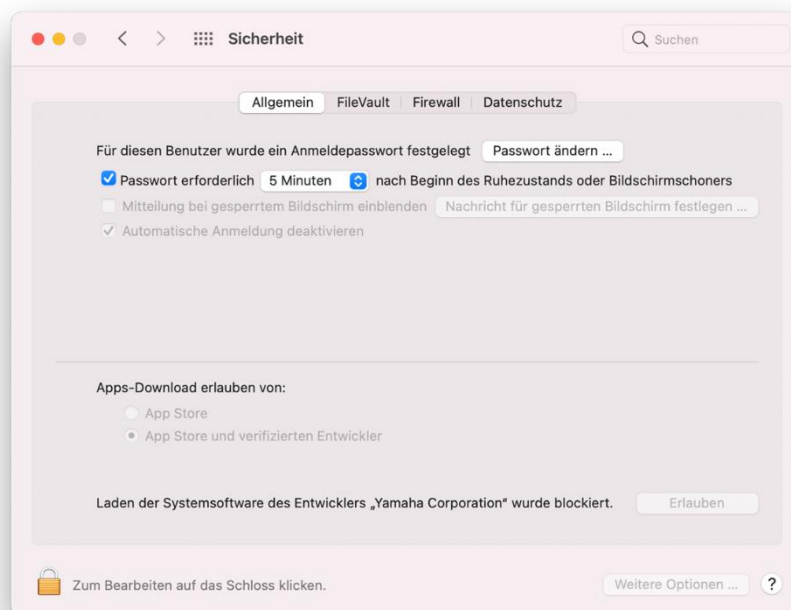 Sicherheit
Suchen
Allgemein FileVault Firewall Datenschutz
Für diesen Benutzer wurde ein Anmeldepasswort festgelegt Passwort ändern ...
Passwort erforderlich 5 Minuten nach Beginn des Ruhezustands oder Bildschirmschoners
Mitteilung bei gesperrtem Bildschirm einblenden Nachricht für gesperrten Bildschirm festlegen ...
Automatische Anmeldung deaktivieren
Apps-Download erlauben von:
App Store
App Store und verifizierten Entwickler
Laden der Systemsoftware des Entwicklers „Yamaha Corporation“ wurde blockiert. Erlauben
Zum Bearbeiten auf das Schloss klicken. Weitere Optionen ... ?